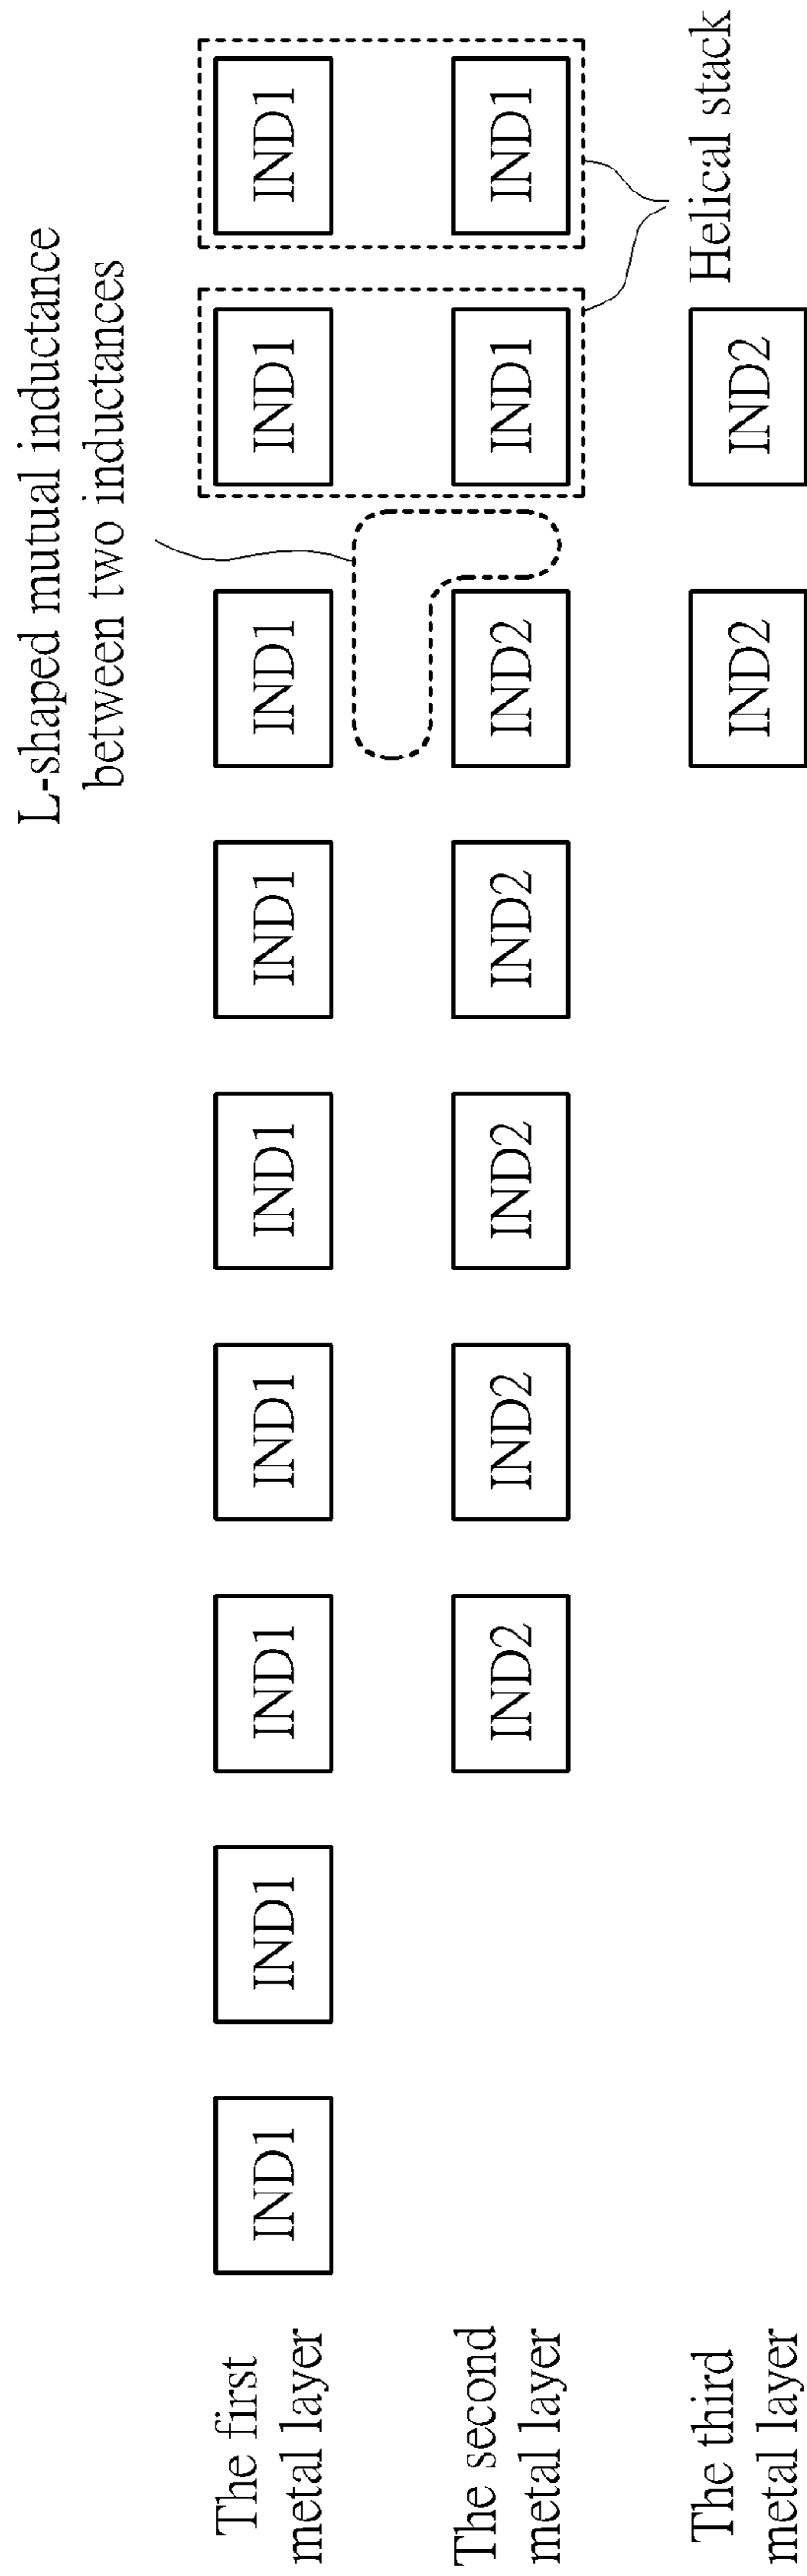 L-shaped mutual inductance
between two inductances
The first
metal layer
IND1 IND1 IND1 IND1 IND1 IND1 IND1 IND1 IND1
The second
metal layer
IND2 IND2 IND2 IND2 IND2 IND1 IND1
The third
metal layer
IND2 IND2
Helical stack